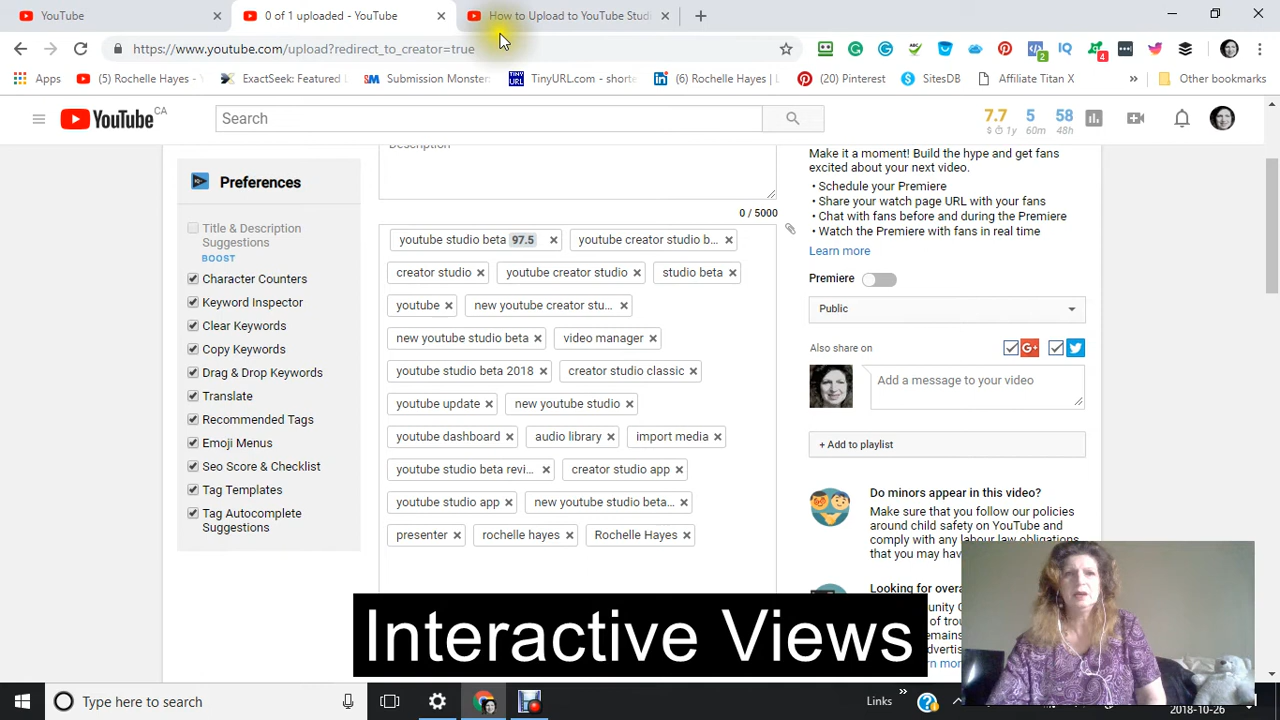 YouTube
0 of 1 uploaded - YouTube
How to Upload to YouTube Studi
https://www.youtube.com/upload?redirect_to_creator=true
Apps
(5) Rochelle Hayes -
ExactSeek: Featured
Submission Monster
TinyURL.com - shorte
(6) Rochelle Hayes |
(20) Pinterest
SitesDB
Affiliate Titan X
Other bookmarks
YouTube CA
Search
7.7 5 58
$ 1y 60m 48h
Preferences
Title & Description
Suggestions
BOOST
Character Counters
Keyword Inspector
Clear Keywords
Copy Keywords
Drag & Drop Keywords
Translate
Recommended Tags
Emoji Menus
Seo Score & Checklist
Tag Templates
Tag Autocomplete
Suggestions
Description
0 / 5000
youtube studio beta 97.5 youtube creator studio b...
creator studio youtube creator studio studio beta
youtube new youtube creator stu...
new youtube studio beta video manager
youtube studio beta 2018 creator studio classic
youtube update new youtube studio
youtube dashboard audio library import media
youtube studio beta revi... creator studio app
youtube studio app new youtube studio beta...
presenter rochelle hayes Rochelle Hayes
Make it a moment! Build the hype and get fans
excited about your next video.
• Schedule your Premiere
• Share your watch page URL with your fans
• Chat with fans before and during the Premiere
• Watch the Premiere with fans in real time
Learn more
Premiere
Public
Also share on
Add a message to your video
+ Add to playlist
Do minors appear in this video?
Make sure that you follow our policies
around child safety on YouTube and
comply with any labour law obligations
that you may have
Looking for overa
Interactive Views
Type here to search
Links
2018-10-26